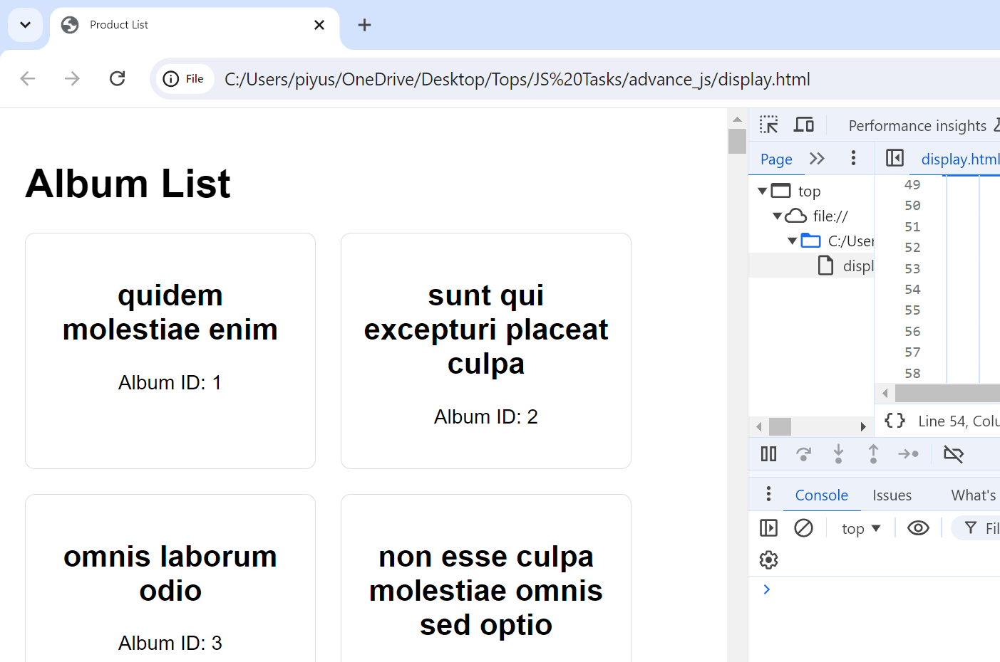 Product List
File
C:/Users/piyus/OneDrive/Desktop/Tops/JS%20Tasks/advance_js/display.html
Album List
quidem
molestiae enim
Album ID: 1
sunt qui
excepturi placeat
culpa
Album ID: 2
omnis laborum
odio
Album ID: 3
non esse culpa
molestiae omnis
sed optio
Performance insights
Page
display.html
top
file://
C:/User
displ
49
50
51
52
53
54
55
56
57
58
{} Line 54, Colu
Console Issues What's
top
Fil